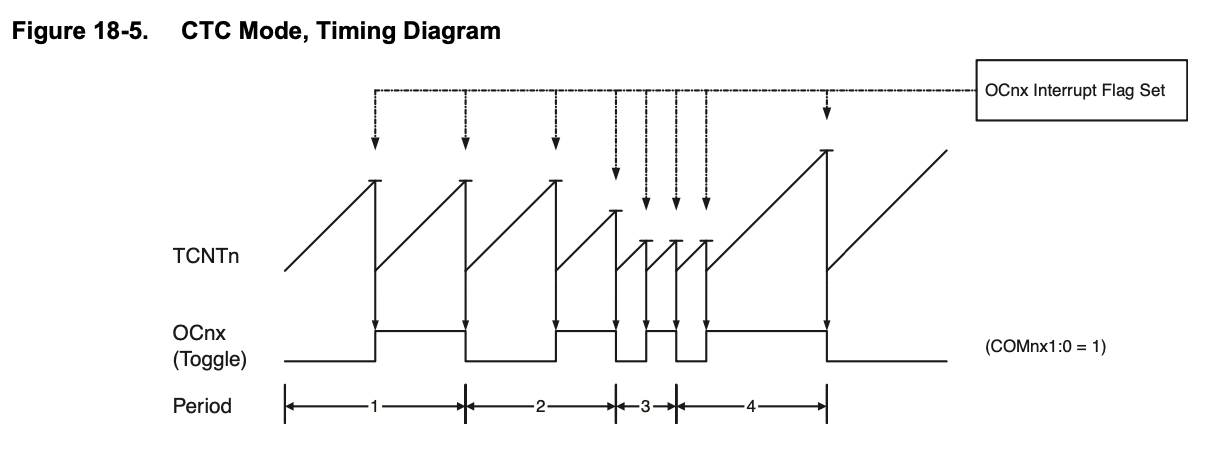 Figure 18-5. CTC Mode, Timing Diagram
OCnx Interrupt Flag Set
TCNTn
OCnx
(Toggle)
(COMnx1:0 = 1)
Period
1
2
3
4